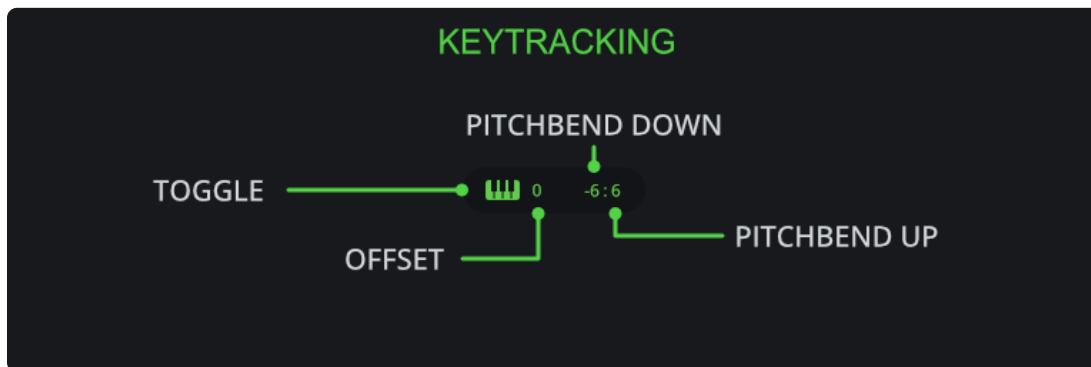 KEYTRACKING
PITCHBEND DOWN
TOGGLE
0 -6:6
PITCHBEND UP
OFFSET